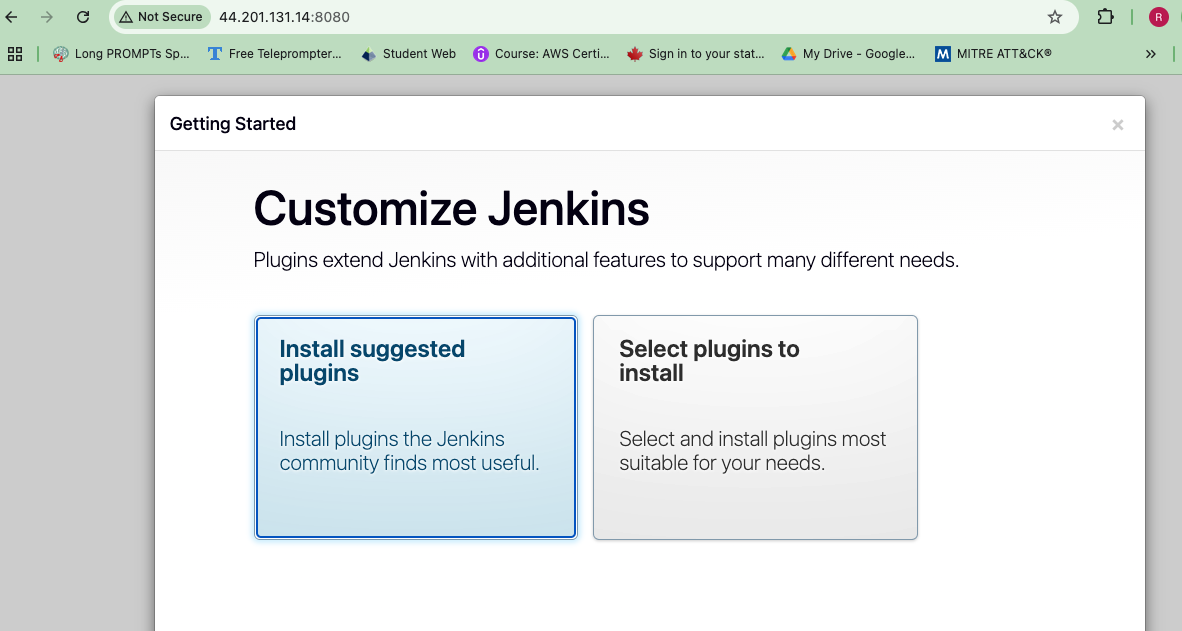 Not Secure 44.201.131.14:8080 R
Long PROMPTs Sp... Free Teleprompter... Student Web Course: AWS Certi... Sign in to your stat... My Drive - Google... M MITRE ATT&CK® »
Getting Started ×
Customize Jenkins
Plugins extend Jenkins with additional features to support many different needs.
Install suggested
plugins
Install plugins the Jenkins
community finds most useful.
Select plugins to
install
Select and install plugins most
suitable for your needs.